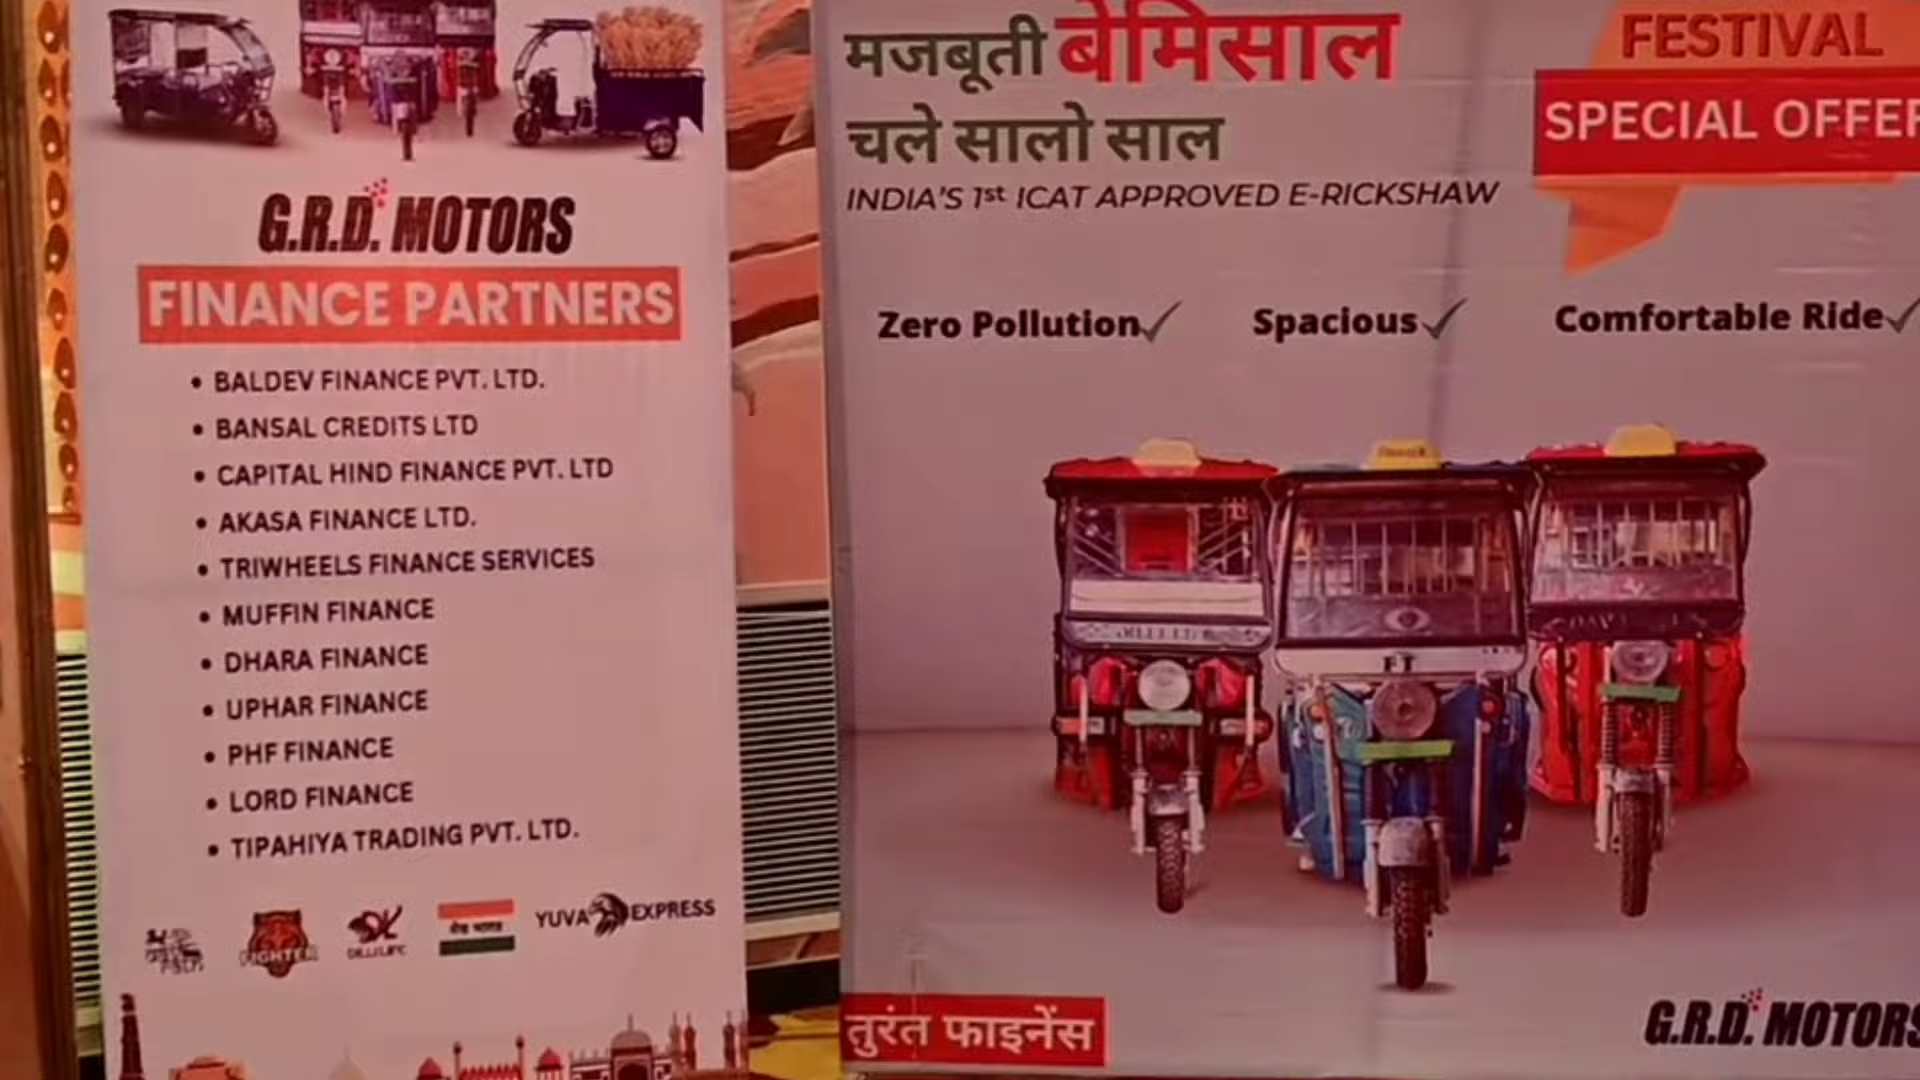 G.R.D. MOTORS
FINANCE PARTNERS
• BALDEV FINANCE PVT. LTD.
• BANSAL CREDITS LTD
• CAPITAL HIND FINANCE PVT. LTD
• AKASA FINANCE LTD.
• TRIWHEELS FINANCE SERVICES
• MUFFIN FINANCE
• DHARA FINANCE
• UPHAR FINANCE
• PHF FINANCE
• LORD FINANCE
• TIPAHIYA TRADING PVT. LTD.
FIGHTER
YUVA EXPRESS
मजबूती बेमिसाल
चले सालो साल
INDIA'S 1st ICAT APPROVED E-RICKSHAW
FESTIVAL
SPECIAL OFFER
Zero Pollution
Spacious
Comfortable Ride
तुरंत फाइनेंस
G.R.D. MOTORS